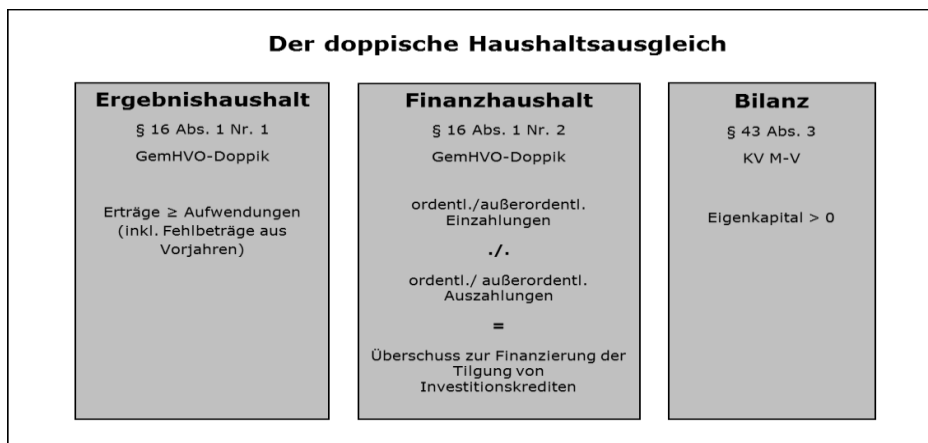 Der doppische Haushaltsausgleich
Ergebnishaushalt
§ 16 Abs. 1 Nr. 1
GemHVO-Doppik
Erträge ≥ Aufwendungen
(inkl. Fehlbeträge aus
Vorjahren)
Finanzhaushalt
§ 16 Abs. 1 Nr. 2
GemHVO-Doppik
ordentl./außerordentl.
Einzahlungen
./.
ordentl./ außerordentl.
Auszahlungen
=
Überschuss zur Finanzierung der
Tilgung von
Investitionskrediten
Bilanz
§ 43 Abs. 3
KV M-V
Eigenkapital > 0